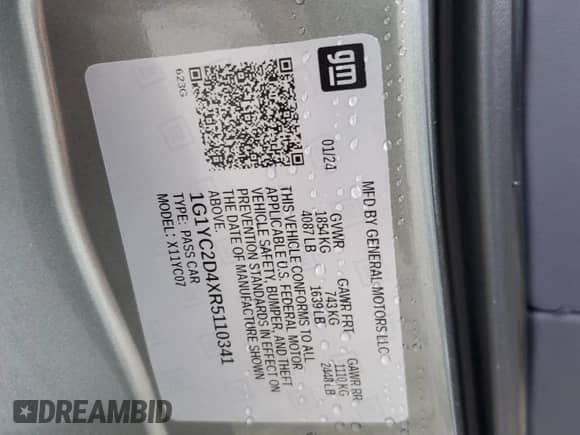 gm
MFD BY GENERAL MOTORS LLC
01/24
GVWR GAWR FRT GAWR RR
1854 KG 743 KG 1110 KG
4087 LB 1639 LB 2448 LB
THIS VEHICLE CONFORMS TO ALL
APPLICABLE U.S. FEDERAL MOTOR
VEHICLE SAFETY, BUMPER, AND THEFT
PREVENTION STANDARDS IN EFFECT ON
THE DATE OF MANUFACTURE SHOWN
ABOVE.
1G1YC2D4XR5110341
TYPE: PASS CAR
MODEL: X11YC07
623G
DREAMBID